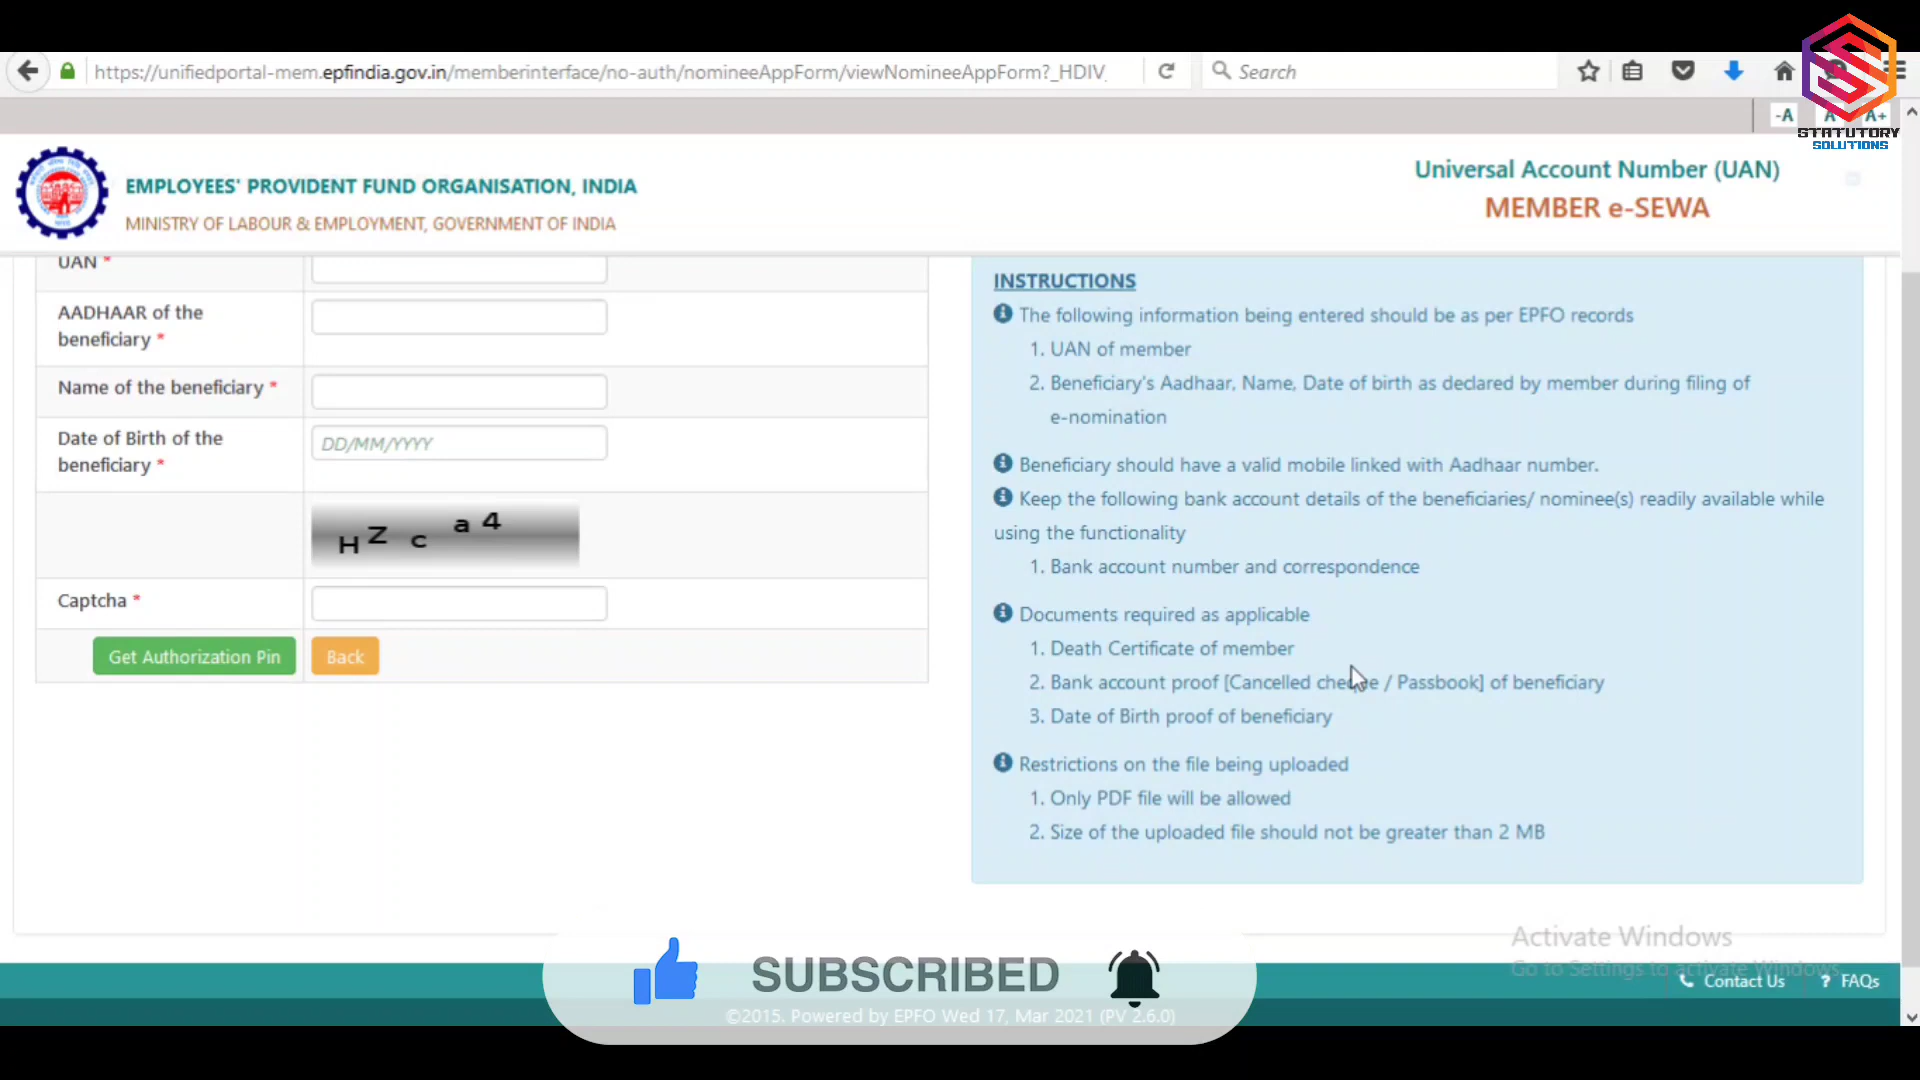 https://unifiedportal-mem.epfindia.gov.in/memberinterface/no-auth/nomineeAppForm/viewNomineeAppForm?_HDIV_
Search
-A A A+
STATUTORY
SOLUTIONS
EMPLOYEES' PROVIDENT FUND ORGANISATION, INDIA
MINISTRY OF LABOUR & EMPLOYMENT, GOVERNMENT OF INDIA
Universal Account Number (UAN)
MEMBER e-SEWA
UAN *
AADHAAR of the
beneficiary *
Name of the beneficiary *
Date of Birth of the
beneficiary *
DD/MM/YYYY
H Z c a 4
Captcha *
Get Authorization Pin
Back
INSTRUCTIONS
The following information being entered should be as per EPFO records
1. UAN of member
2. Beneficiary's Aadhaar, Name, Date of birth as declared by member during filing of
e-nomination
Beneficiary should have a valid mobile linked with Aadhaar number.
Keep the following bank account details of the beneficiaries/ nominee(s) readily available while
using the functionality
1. Bank account number and correspondence
Documents required as applicable
1. Death Certificate of member
2. Bank account proof [Cancelled cheque / Passbook] of beneficiary
3. Date of Birth proof of beneficiary
Restrictions on the file being uploaded
1. Only PDF file will be allowed
2. Size of the uploaded file should not be greater than 2 MB
Activate Windows
Go to Settings to activate Windows.
SUBSCRIBED
Contact Us
? FAQs
©2015. Powered by EPFO Wed 17, Mar 2021 (PV 2.6.0)